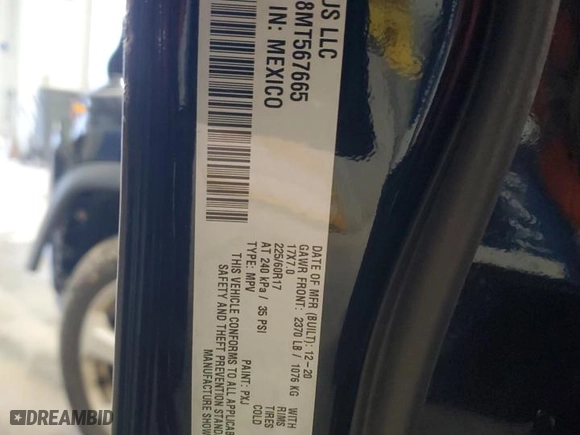 US LLC
8MT567665
IN: MEXICO
DATE OF MFR (BUILT): 12-20
GAWR FRONT: 2370 LB / 1076 KG WITH
17X7.0 RIMS
225/60R17 TIRES
AT 240 kPa / 35 PSI COLD
TYPE: MPV PAINT: PXJ
THIS VEHICLE CONFORMS TO ALL APPLICAB
SAFETY AND THEFT PREVENTION STAND
MANUFACTURE SHOW
DREAMBID